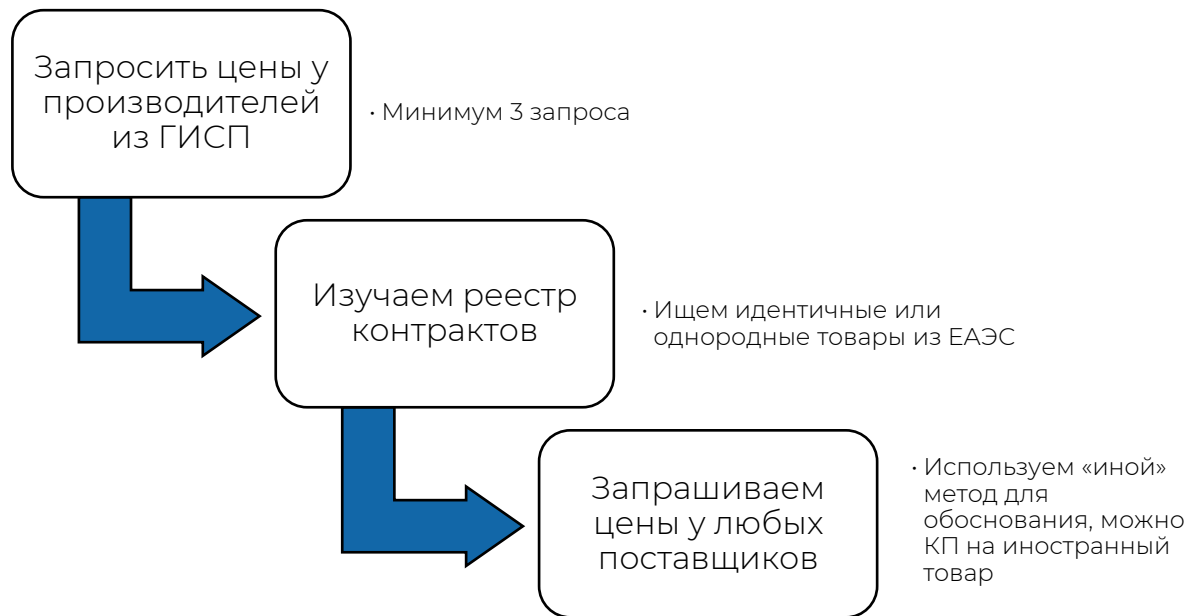 Запросить цены у
производителей
из ГИСП
· Минимум 3 запроса
Изучаем реестр
контрактов
· Ищем идентичные или
однородные товары из ЕАЭС
Запрашиваем
цены у любых
поставщиков
· Используем «иной»
метод для
обоснования, можно
КП на иностранный
товар